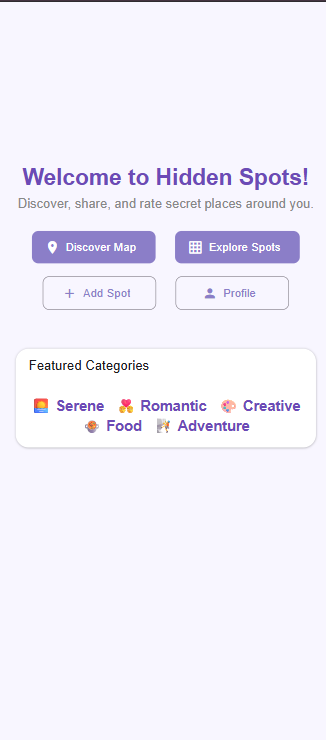 Welcome to Hidden Spots!
Discover, share, and rate secret places around you.
Discover Map Explore Spots
Add Spot Profile
Featured Categories
Serene Romantic Creative
Food Adventure